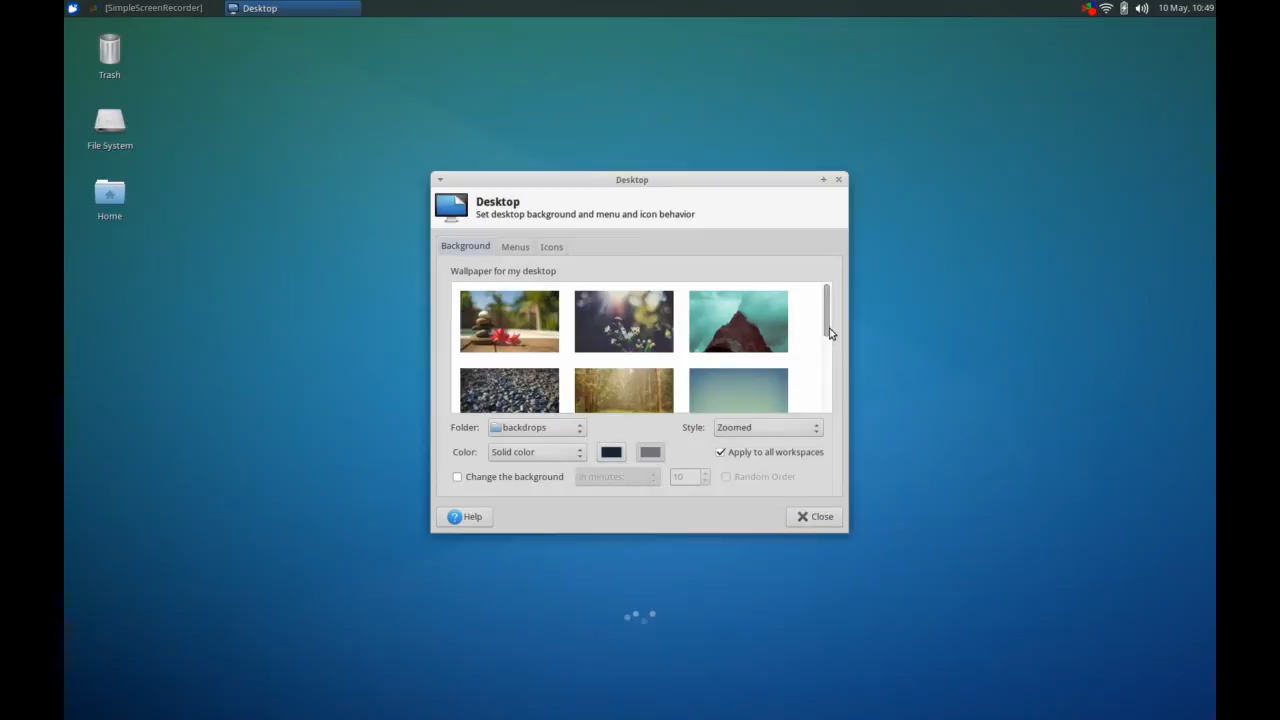 [SimpleScreenRecorder]
Desktop
10 May, 10:49
Trash
File System
Home
Desktop
Desktop
Set desktop background and menu and icon behavior
Background Menus Icons
Wallpaper for my desktop
Folder: backdrops Style: Zoomed
Color: Solid color Apply to all workspaces
Change the background in minutes: 10 Random Order
Help Close